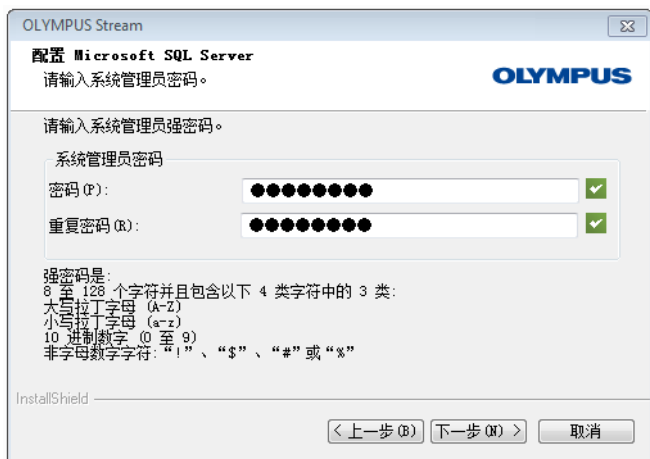 OLYMPUS Stream
配置 Microsoft SQL Server
请输入系统管理员密码。
OLYMPUS
请输入系统管理员强密码。
系统管理员密码
密码(P):
重复密码(R):
强密码是:
8 至 128 个字符并且包含以下 4 类字符中的 3 类:
大写拉丁字母 (A-Z)
小写拉丁字母 (a-z)
10 进制数字 (0 至 9)
非字母数字字符:“!”、“$”、“#”或“%”
InstallShield
< 上一步(B) 下一步(N) > 取消